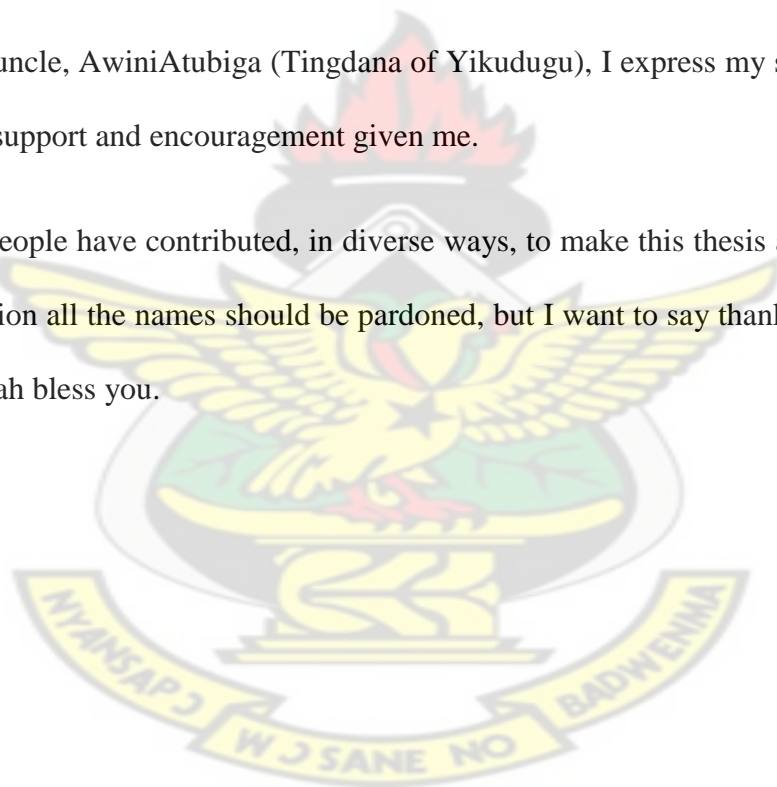 uncle, AwiniAtubiga (Tingdana of Yikudugu), I express my
support and encouragement given me.
eople have contributed, in diverse ways, to make this thesis
ion all the names should be pardoned, but I want to say thank
ah bless you.
NYANSAPƆ
WƆSANE NO
BADWENMA